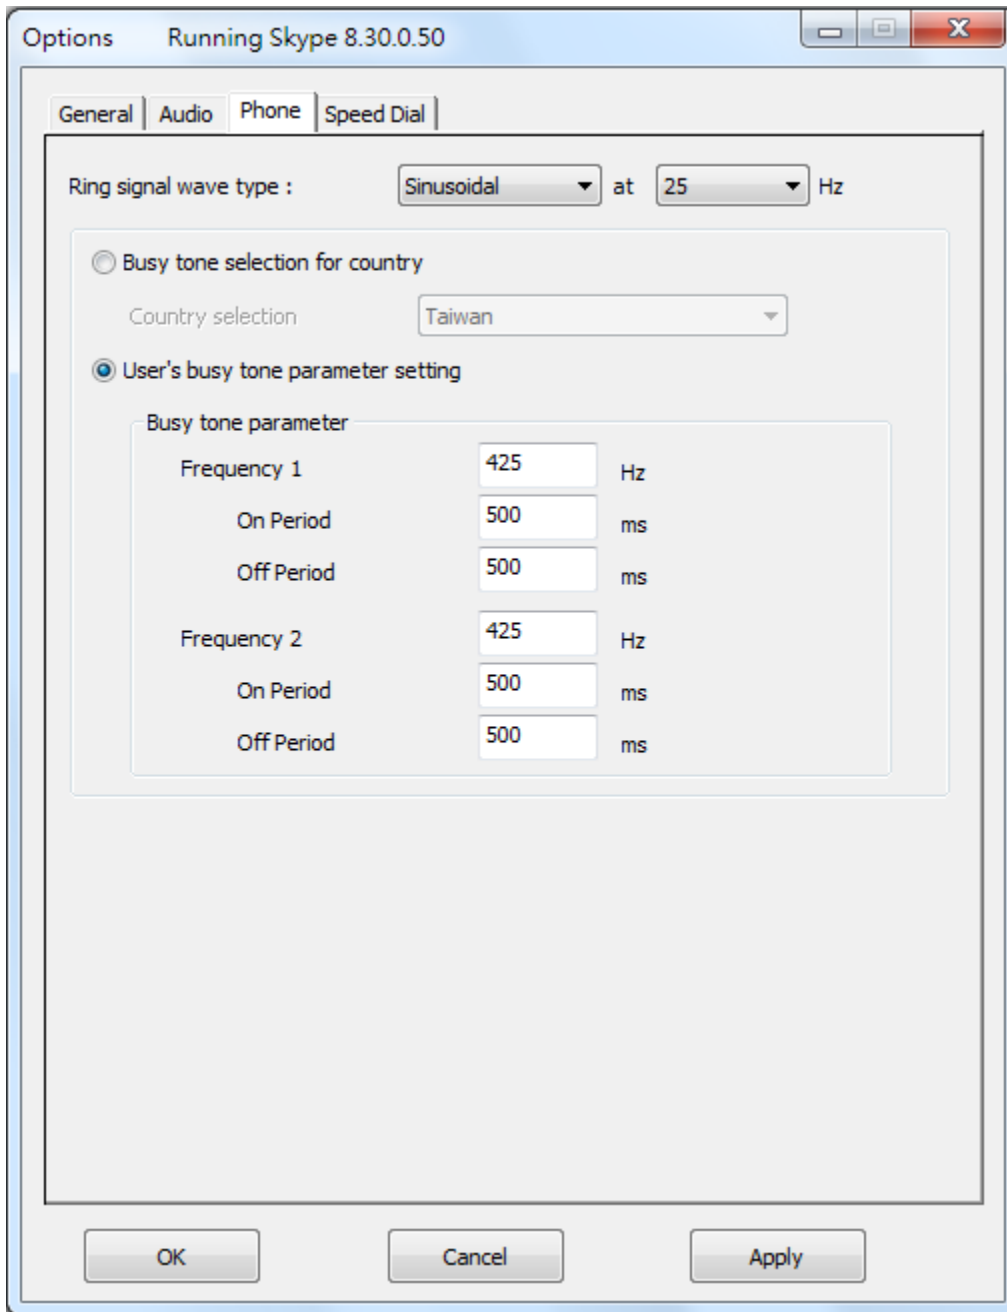 Options Running Skype 8.30.0.50
General Audio Phone Speed Dial
Ring signal wave type : Sinusoidal at 25 Hz
Busy tone selection for country
Country selection Taiwan
User's busy tone parameter setting
Busy tone parameter
Frequency 1 425 Hz
On Period 500 ms
Off Period 500 ms
Frequency 2 425 Hz
On Period 500 ms
Off Period 500 ms
OK Cancel Apply